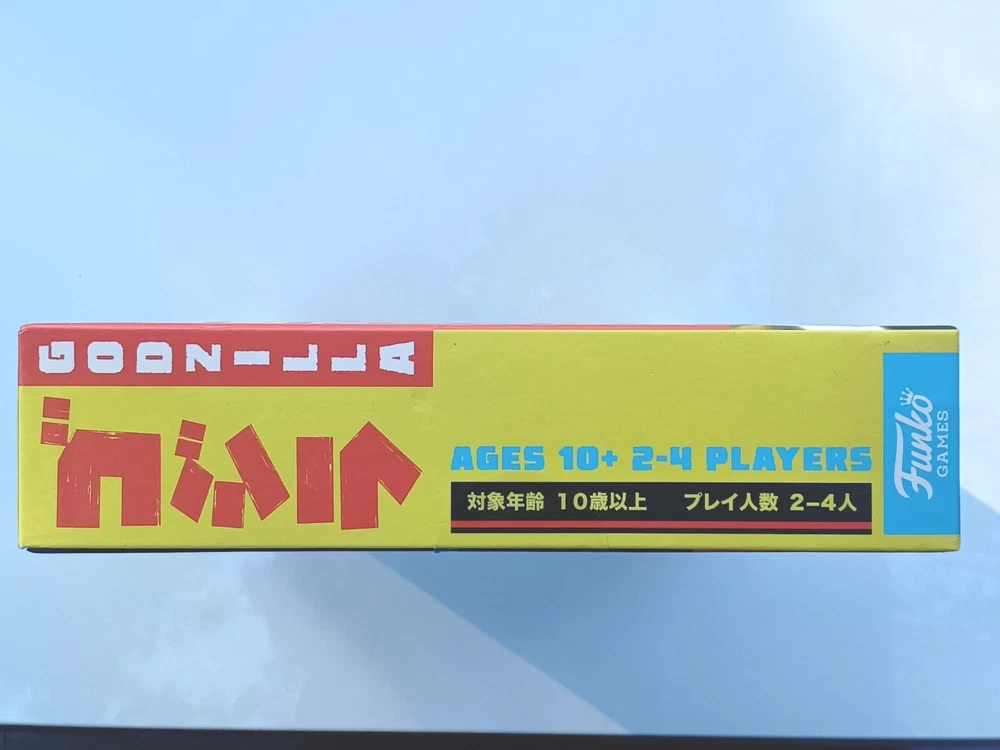 GODZILLA
ゴジラ
AGES 10+ 2-4 PLAYERS
対象年齢 10歳以上 プレイ人数 2−4人
Funko
GAMES